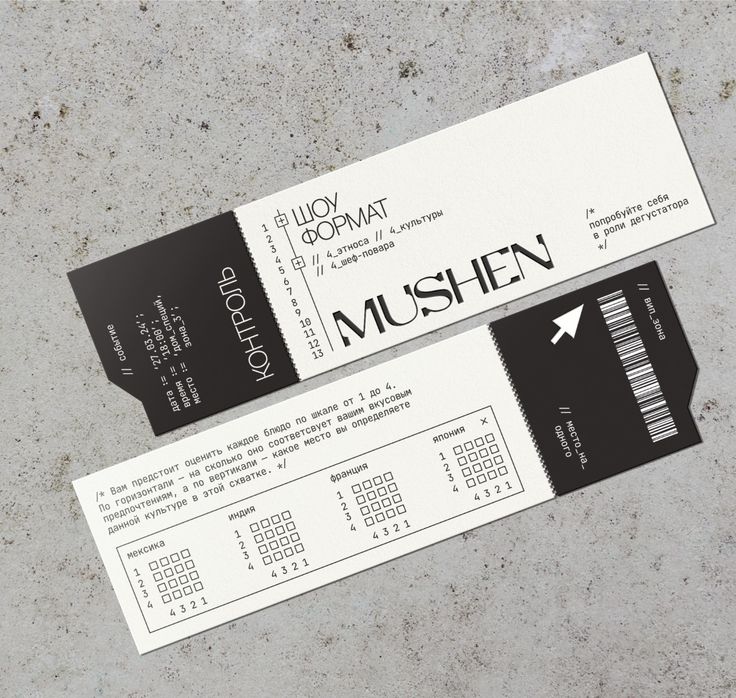 // событие
дата := '27.03.24';
время := '18:00';
место := 'дом_специй,
зона_3';
КОНТРОЛЬ
1
2
3
4
5
6
7
8
9
10
11
12
13
ШОУ
ФОРМАТ
// 4_этноса // 4_культуры
// 4_шеф-повара
MUSHEN
/*
попробуйте себя
в роли дегустатора
*/
/* Вам предстоит оценить каждое блюдо по шкале от 1 до 4.
По горизонтали — на сколько оно соответсвует вашим вкусовым
предпочтениям, а по вертикали — какое место вы определяете
данной культуре в этой схватке. */
мексика
1
2
3
4
4 3 2 1
индия
1
2
3
4
4 3 2 1
франция
1
2
3
4
4 3 2 1
япония
×
1
2
3
4
4 3 2 1
// место_на_
одного
зона_вип //